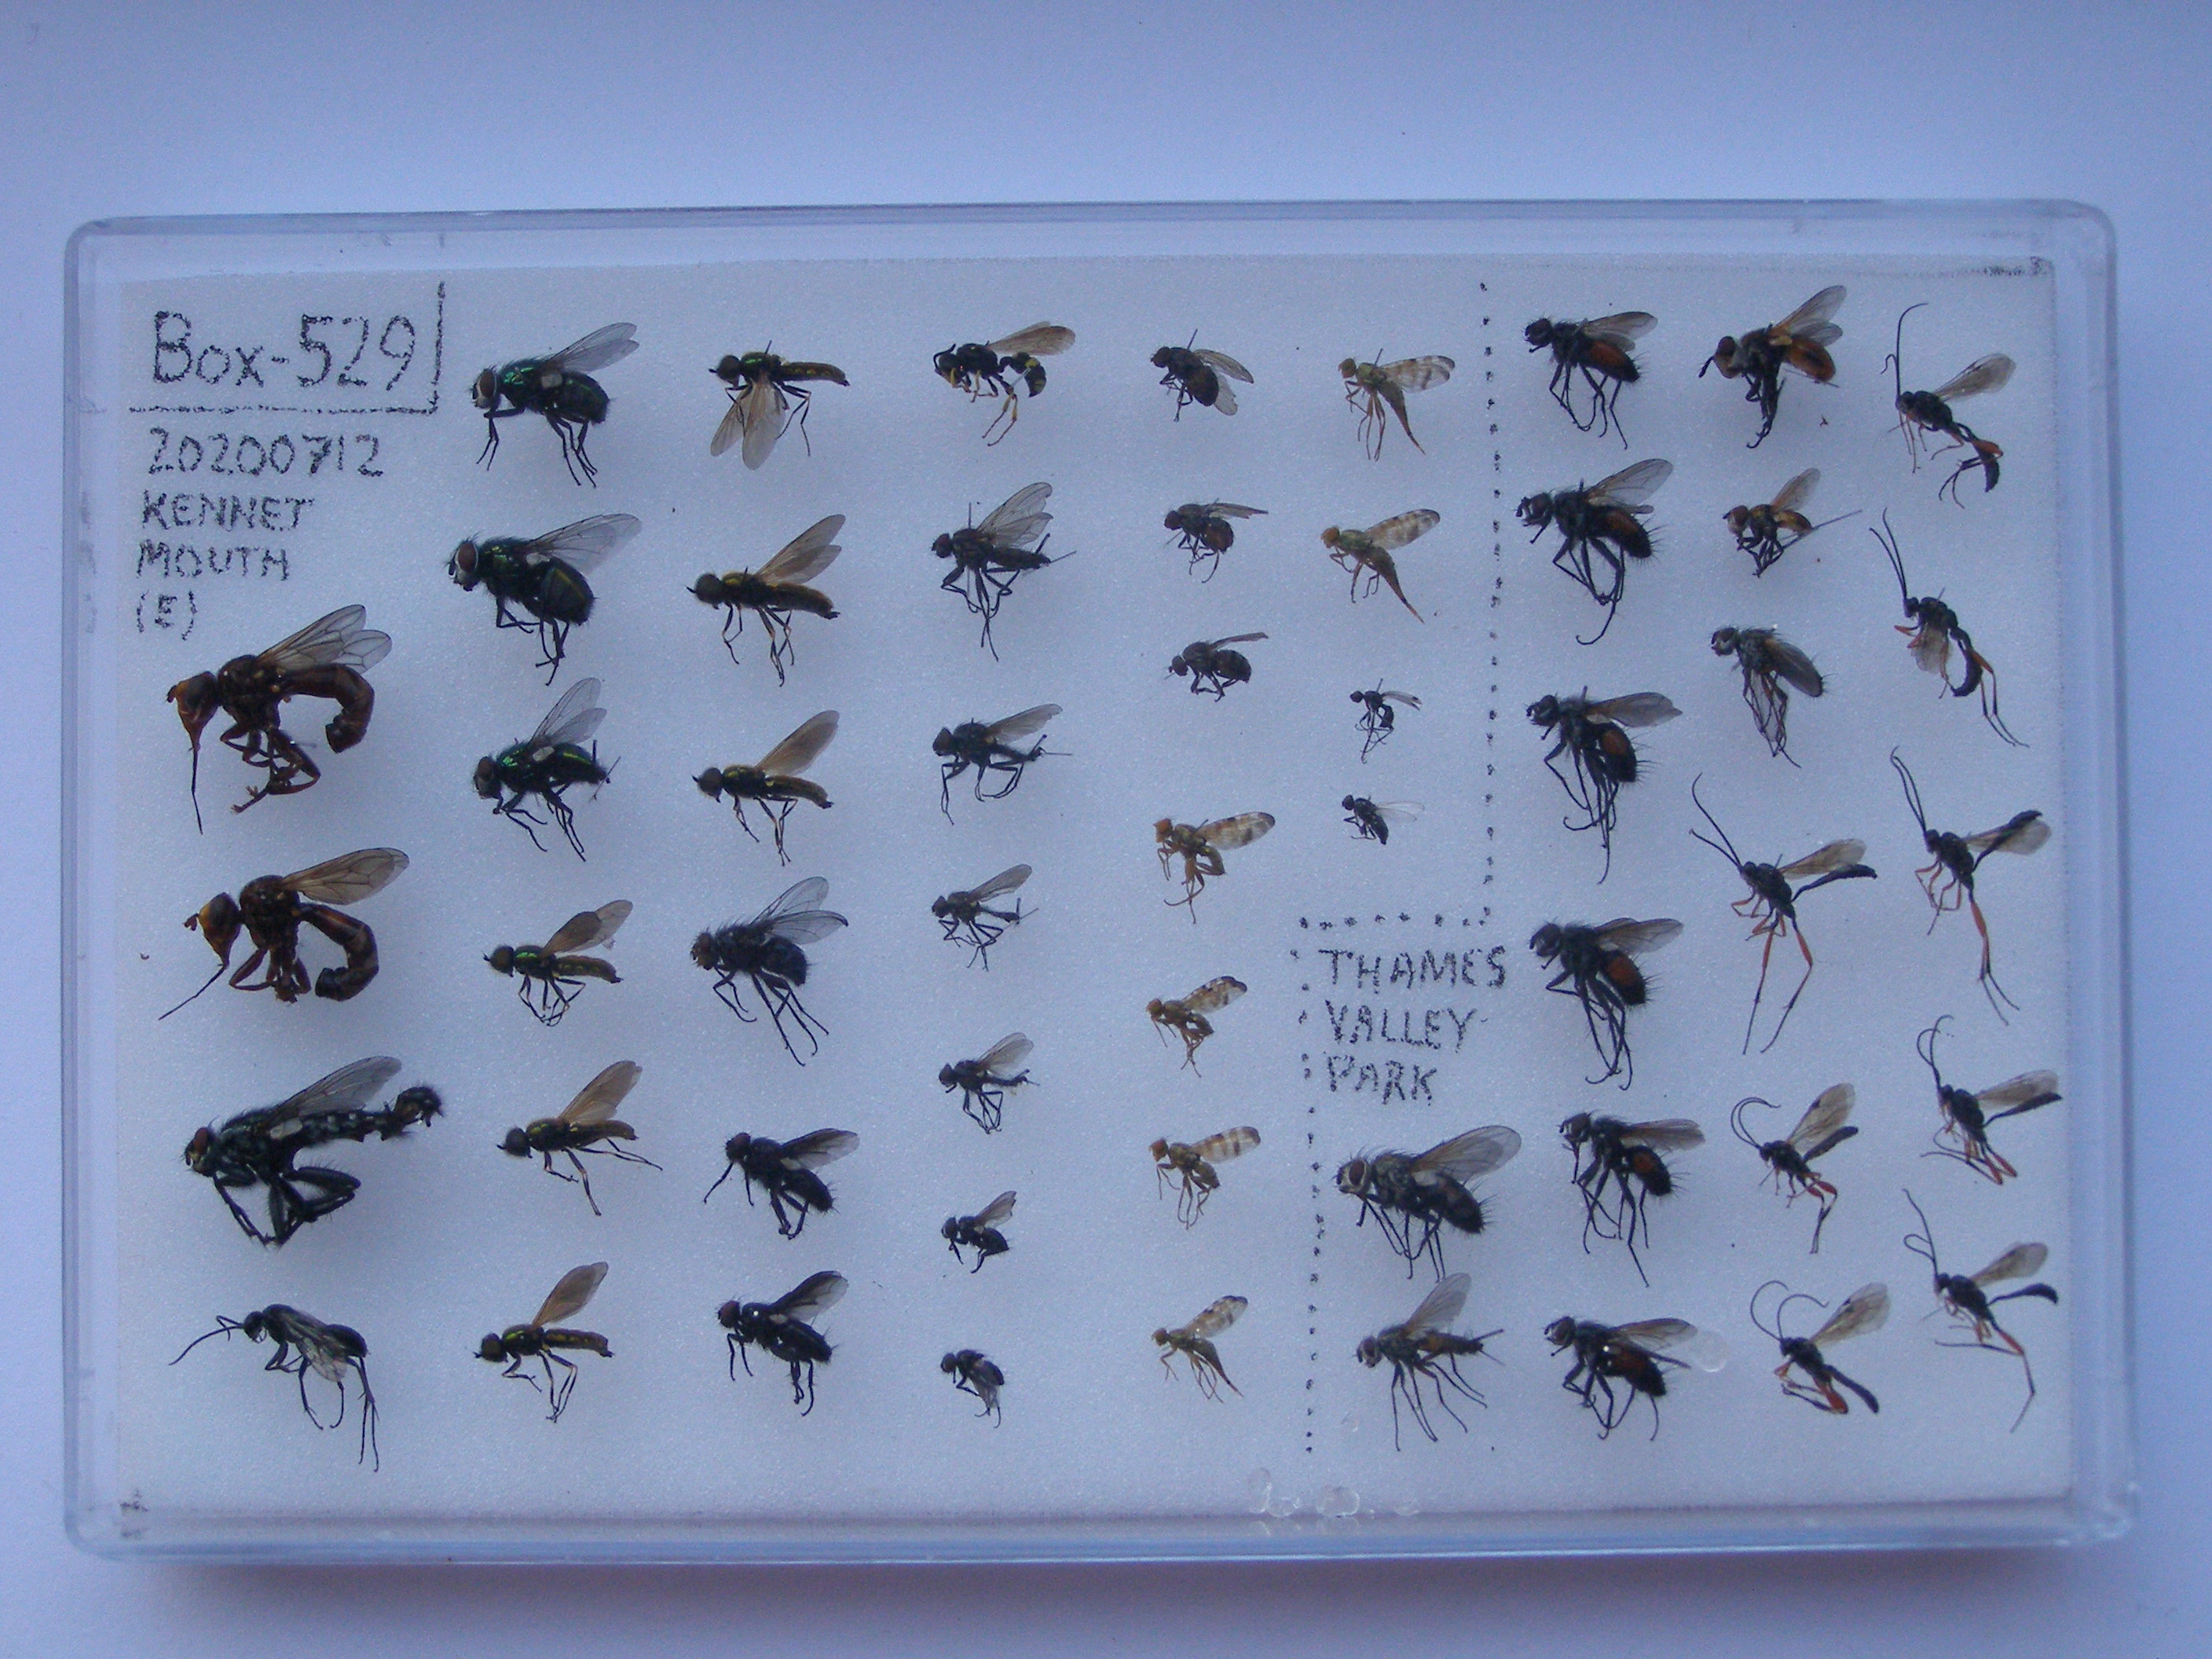 Box-529
20200712
KENNET
MOUTH
(E)
THAMES
VALLEY
PARK